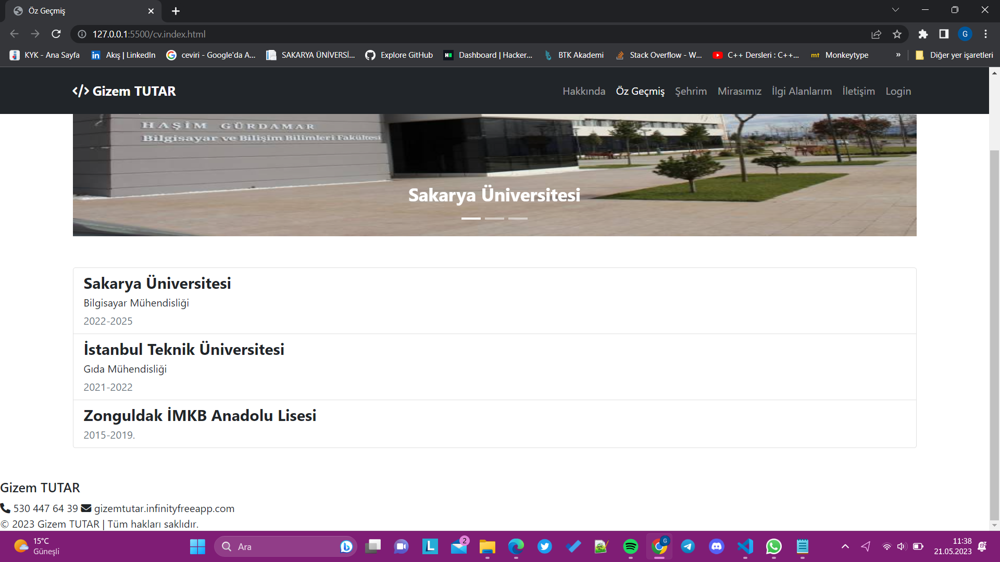 Öz Geçmiş
127.0.0.1:5500/cv.index.html
G
KYK - Ana Sayfa
Akış | LinkedIn
ceviri - Google'da A...
SAKARYA ÜNİVERSİ...
Explore GitHub
Dashboard | Hacker...
BTK Akademi
Stack Overflow - W...
C++ Dersleri : C++...
mt Monkeytype
»
Diğer yer işaretleri
</> Gizem TUTAR
Hakkında Öz Geçmiş Şehrim Mirasımız İlgi Alanlarım İletişim Login
HAŞİM GÜRDAMAR
Bilgisayar ve Bilişim Bilimleri Fakültesi
Sakarya Üniversitesi
Sakarya Üniversitesi
Bilgisayar Mühendisliği
2022-2025
İstanbul Teknik Üniversitesi
Gıda Mühendisliği
2021-2022
Zonguldak İMKB Anadolu Lisesi
2015-2019.
Gizem TUTAR
530 447 64 39 gizemtutar.infinityfreeapp.com
© 2023 Gizem TUTAR | Tüm hakları saklıdır.
15°C
Güneşli
Ara
L
2
G
11:38
21.05.2023